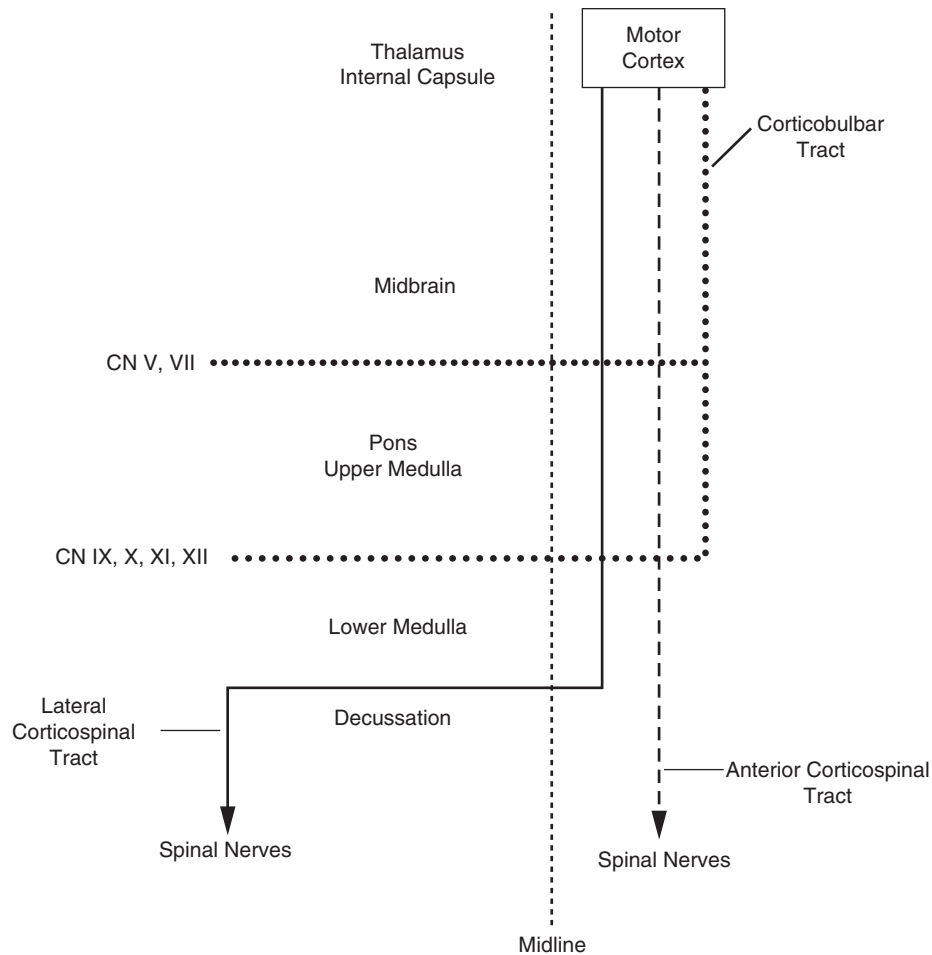 Motor
Cortex
Thalamus
Internal Capsule
Corticobulbar
Tract
Midbrain
CN V, VII
Pons
Upper Medulla
CN IX, X, XI, XII
Lower Medulla
Lateral
Corticospinal
Tract
Decussation
Anterior Corticospinal
Tract
Spinal Nerves
Spinal Nerves
Midline